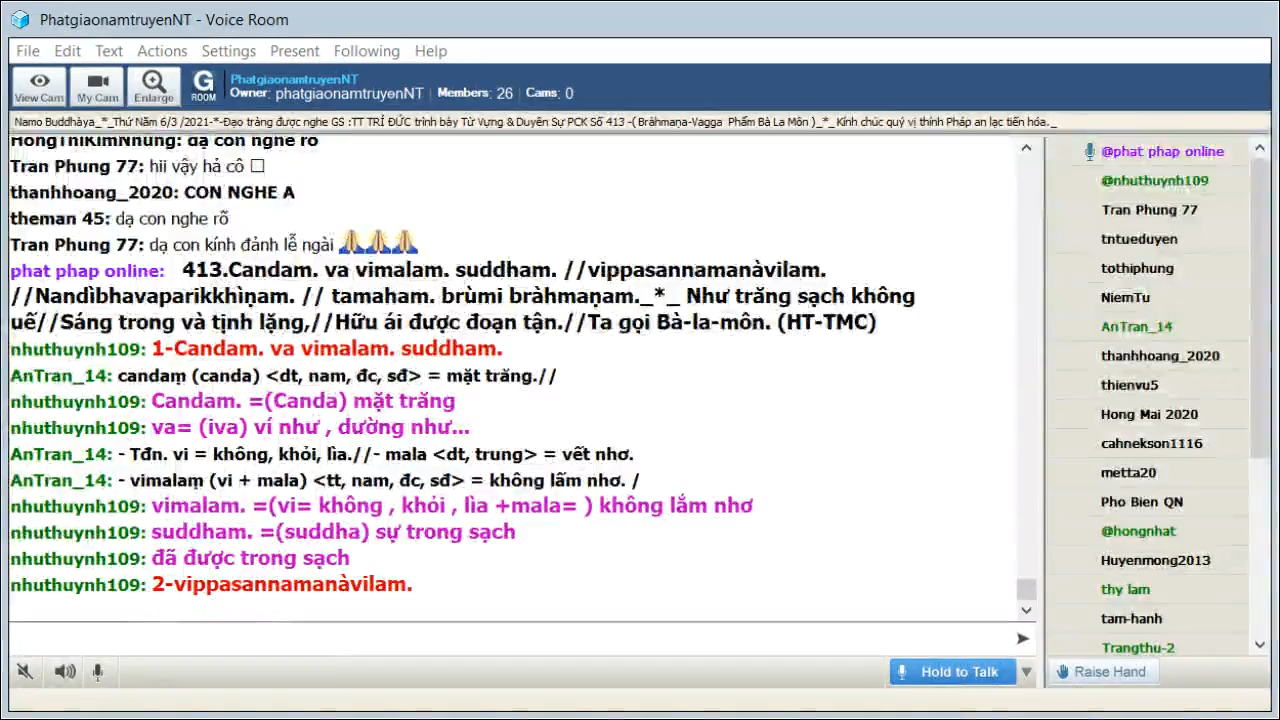 PhatgiaonamtruyenNT - Voice Room
File Edit Text Actions Settings Present Following Help
View Cam My Cam Enlarge G ROOM PhatgiaonamtruyenNT
Owner: phatgiaonamtruyenNT Members: 26 Cams: 0
Namo Buddhàya_*_Thứ Năm 6/3 /2021-*-Đạo tràng được nghe GS :TT TRÍ ĐỨC trình bày Từ Vựng & Duyên Sự PCK Số 413 -( Bràhmaṇa-Vagga Phẩm Bà La Môn )_*_ Kính chúc quý vị thính Pháp an lạc tiến hóa._
HongThiKimNhung: dạ con nghe rõ
Tran Phung 77: hii vậy hả cô □
thanhhoang_2020: CON NGHE A
theman 45: dạ con nghe rõ
Tran Phung 77: dạ con kính đảnh lễ ngài 🙏🙏🙏
phat phap online: 413.Candam. va vimalam. suddham. //vippasannamanàvilam.
//Nandìbhavaparikkhìṇam. // tamaham. brùmi bràhmaṇam._*_ Như trăng sạch không
uế//Sáng trong và tịnh lặng,//Hữu ái được đoạn tận.//Ta gọi Bà-la-môn. (HT-TMC)
nhuthuynh109: 1-Candam. va vimalam. suddham.
AnTran_14: candaṃ (canda) <dt, nam, đc, sđ> = mặt trăng.//
nhuthuynh109: Candam. =(Canda) mặt trăng
nhuthuynh109: va= (iva) ví như , dường như...
AnTran_14: - Tđn. vi = không, khỏi, lìa.//- mala <dt, trung> = vết nhơ.
AnTran_14: - vimalaṃ (vi + mala) <tt, nam, đc, sđ> = không lấm nhơ. /
nhuthuynh109: vimalam. =(vi= không , khỏi , lìa +mala= ) không lắm nhơ
nhuthuynh109: suddham. =(suddha) sự trong sạch
nhuthuynh109: đã được trong sạch
nhuthuynh109: 2-vippasannamanàvilam.
@phat phap online
@nhuthuynh109
Tran Phung 77
tntueduyen
tothiphung
NiemTu
AnTran_14
thanhhoang_2020
thienvu5
Hong Mai 2020
cahnekson1116
metta20
Pho Bien QN
@hongnhat
Huyenmong2013
thy lam
tam-hanh
Trangthu-2
Hold to Talk
Raise Hand